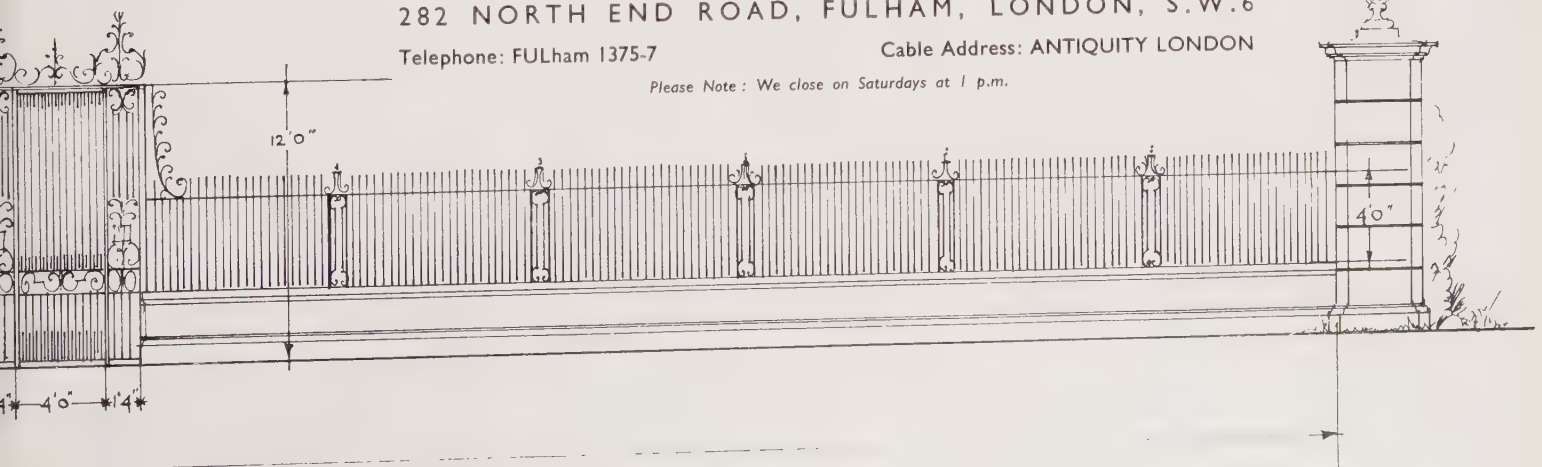 282 NORTH END ROAD, FULHAM, LONDON, S.W.6
Telephone: FULham 1375-7 Cable Address: ANTIQUITY LONDON
Please Note: We close on Saturdays at 1 p.m.
12'0"
4'0"
4" 4'0" 1'4"